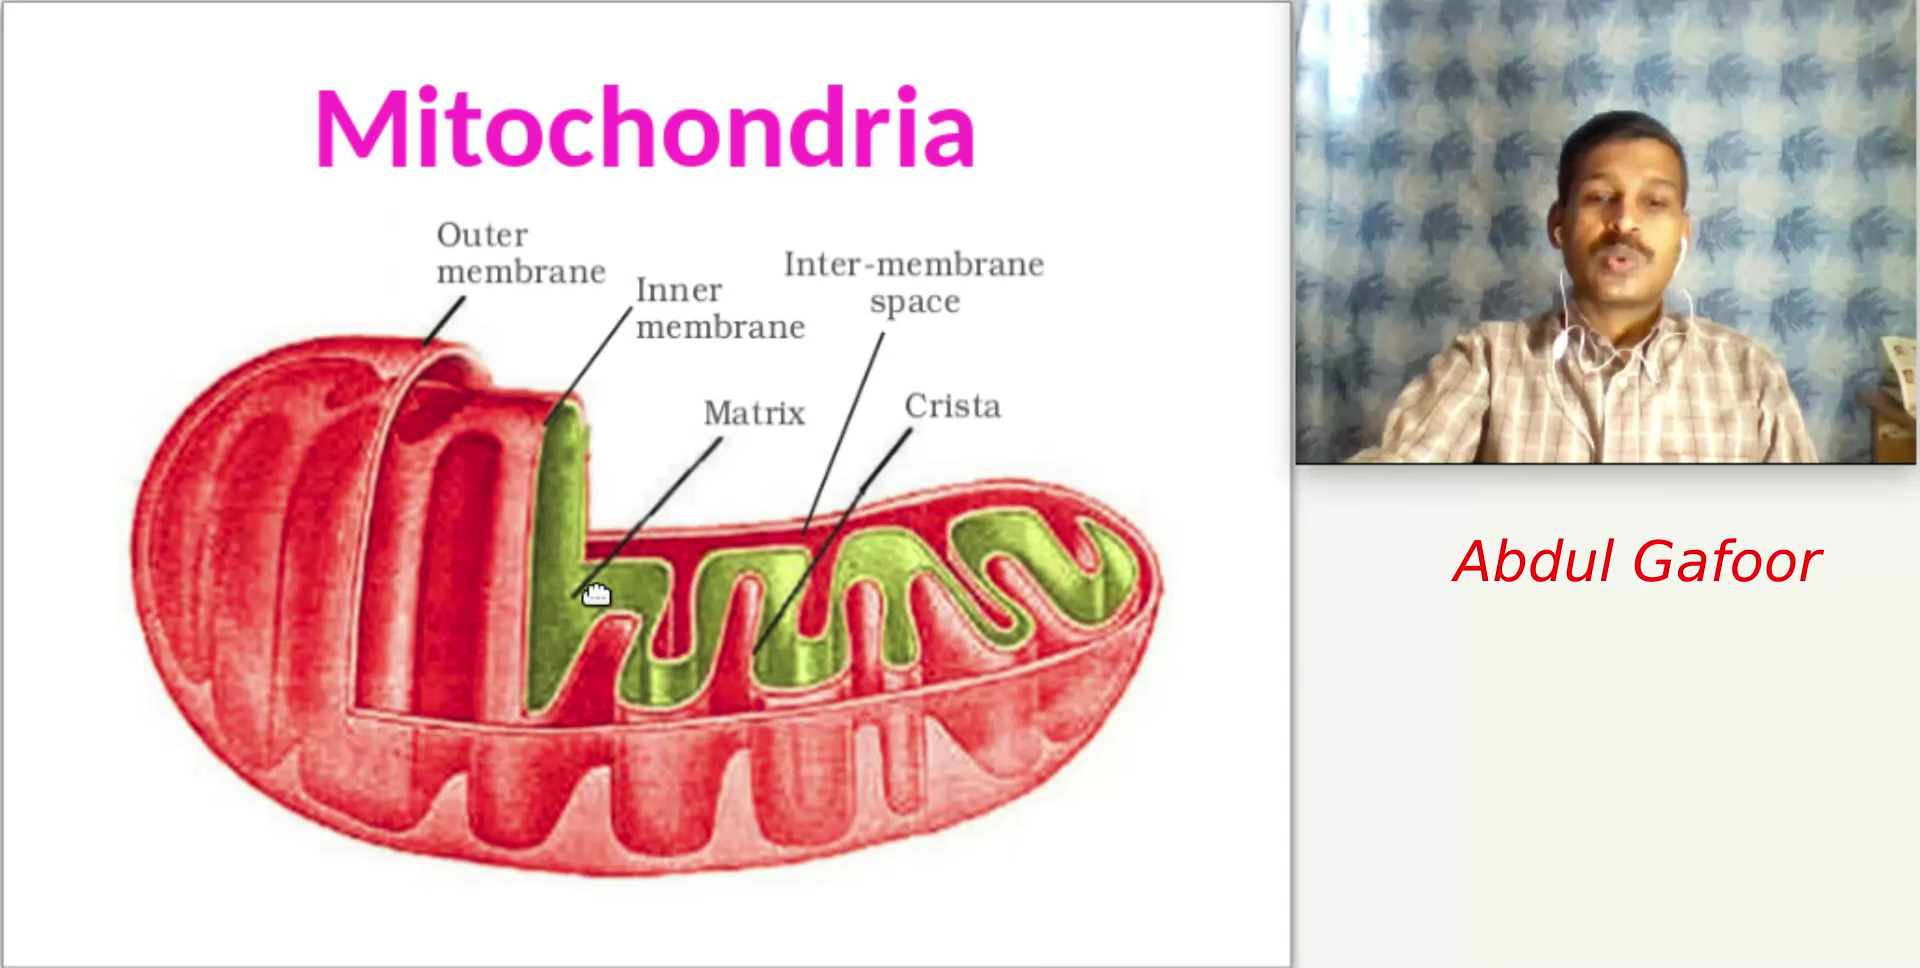 Mitochondria
Outer
membrane
Inner
membrane
Inter-membrane
space
Matrix
Crista
Abdul Gafoor